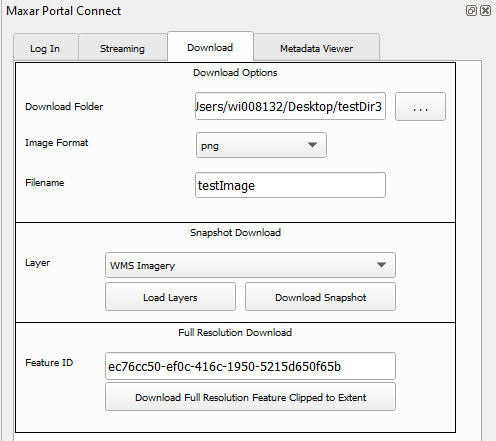 Maxar Portal Connect
Log In Streaming Download Metadata Viewer
Download Options
Download Folder Jsers/wi008132/Desktop/testDir3 ...
Image Format png
Filename testImage
Snapshot Download
Layer WMS Imagery
Load Layers Download Snapshot
Full Resolution Download
Feature ID ec76cc50-ef0c-416c-1950-5215d650f65b
Download Full Resolution Feature Clipped to Extent